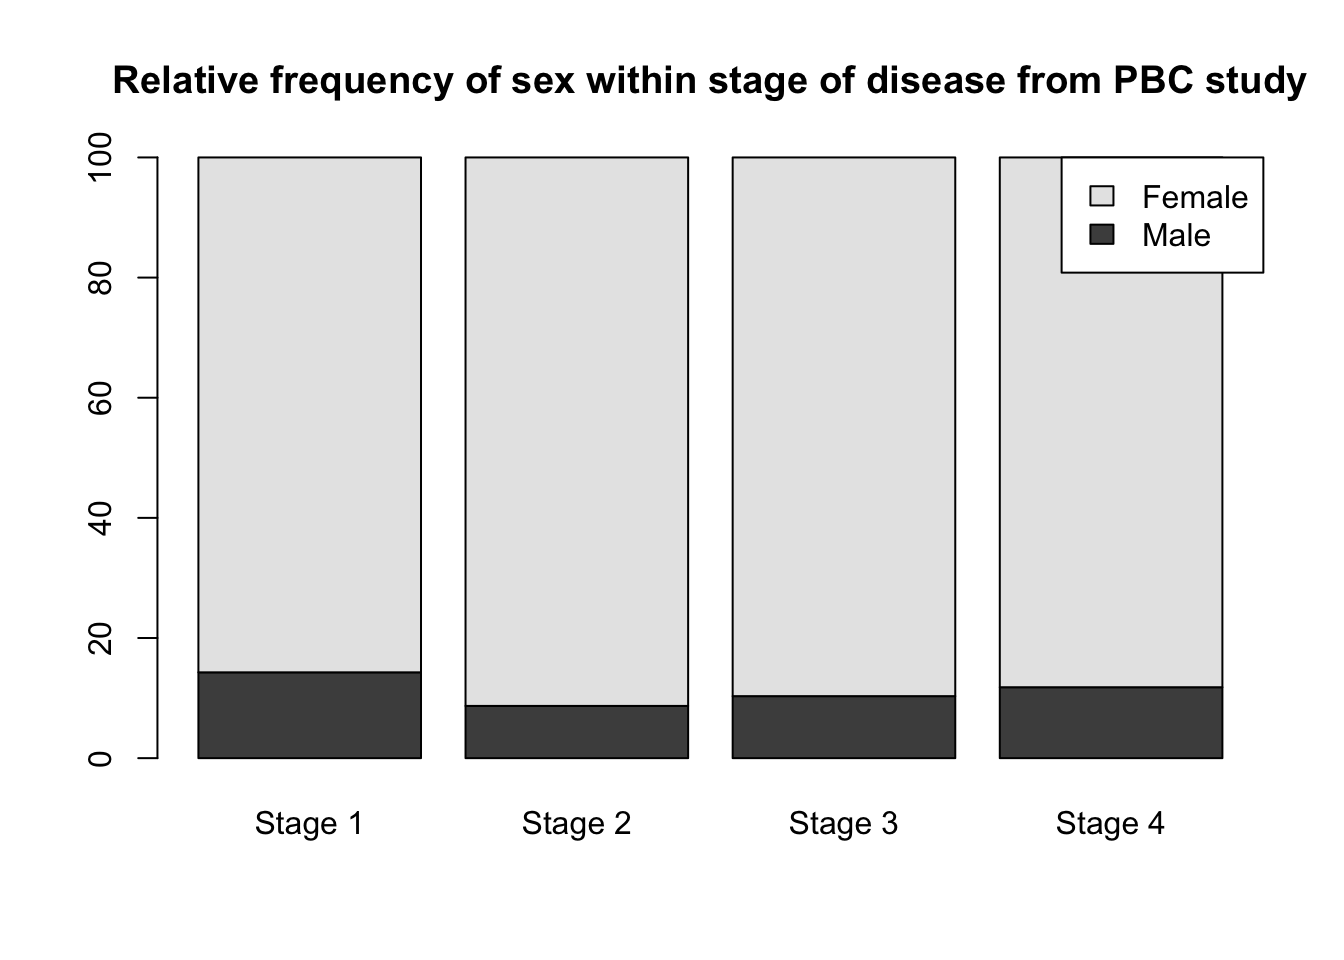 Relative frequency of sex within stage of disease from PBC study
100
80
60
40
20
0
Female
Male
Stage 1
Stage 2
Stage 3
Stage 4